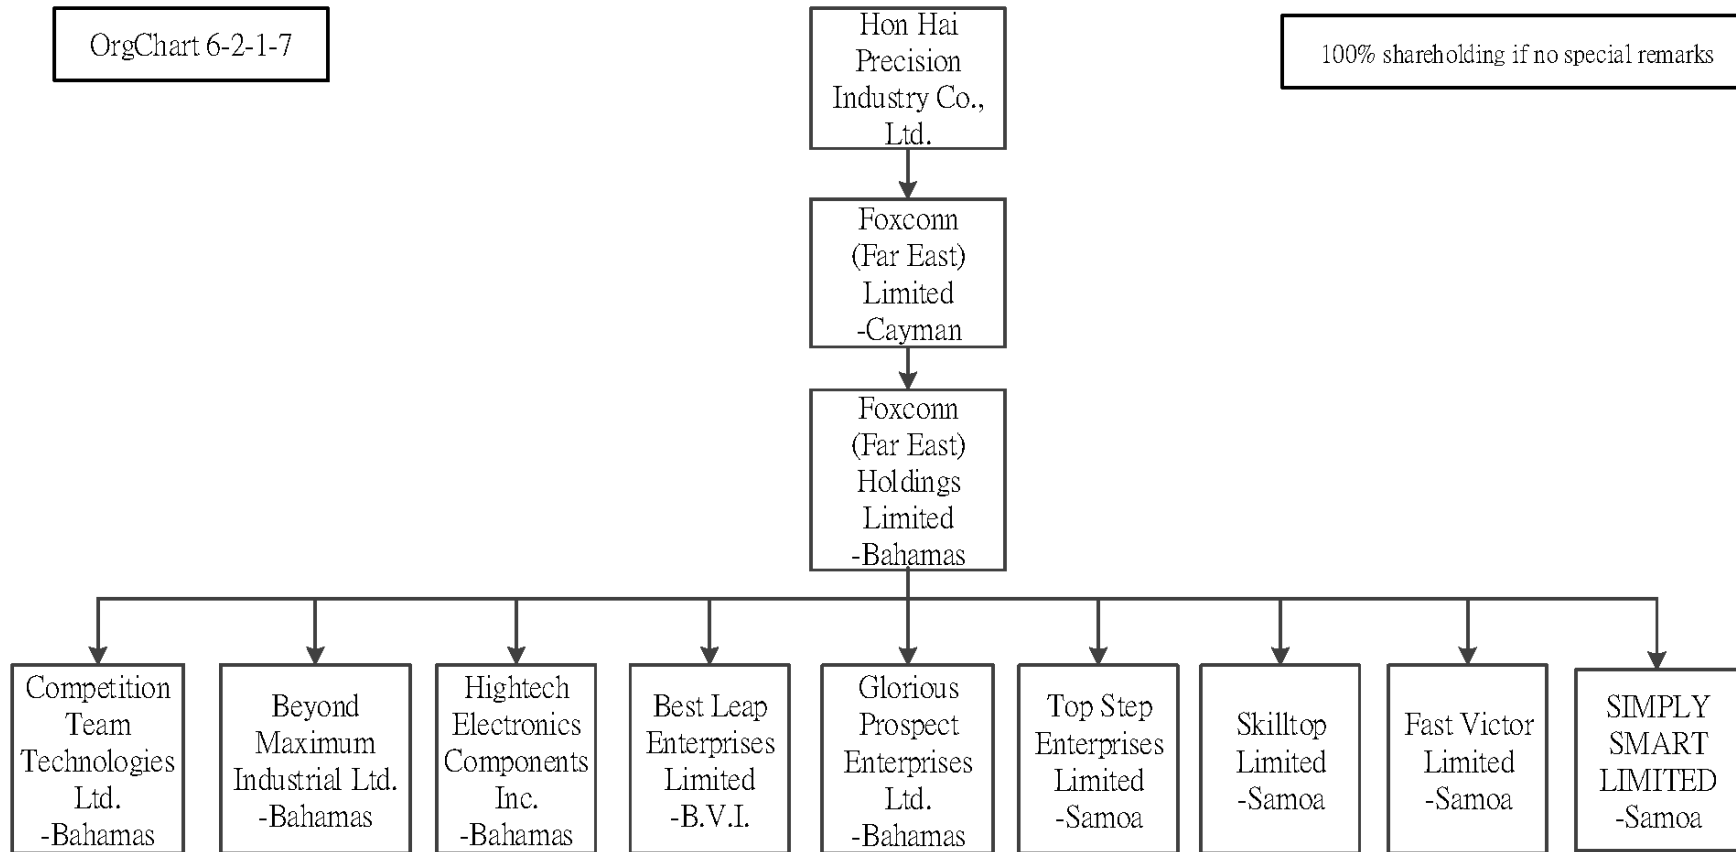 OrgChart 6-2-1-7
100% shareholding if no special remarks
Hon Hai
Precision
Industry Co.,
Ltd.
Foxconn
(Far East)
Limited
-Cayman
Foxconn
(Far East)
Holdings
Limited
-Bahamas
Competition
Team
Technologies
Ltd.
-Bahamas
Beyond
Maximum
Industrial Ltd.
-Bahamas
Hightech
Electronics
Components
Inc.
-Bahamas
Best Leap
Enterprises
Limited
-B.V.I.
Glorious
Prospect
Enterprises
Ltd.
-Bahamas
Top Step
Enterprises
Limited
-Samoa
Skilltop
Limited
-Samoa
Fast Victor
Limited
-Samoa
SIMPLY
SMART
LIMITED
-Samoa